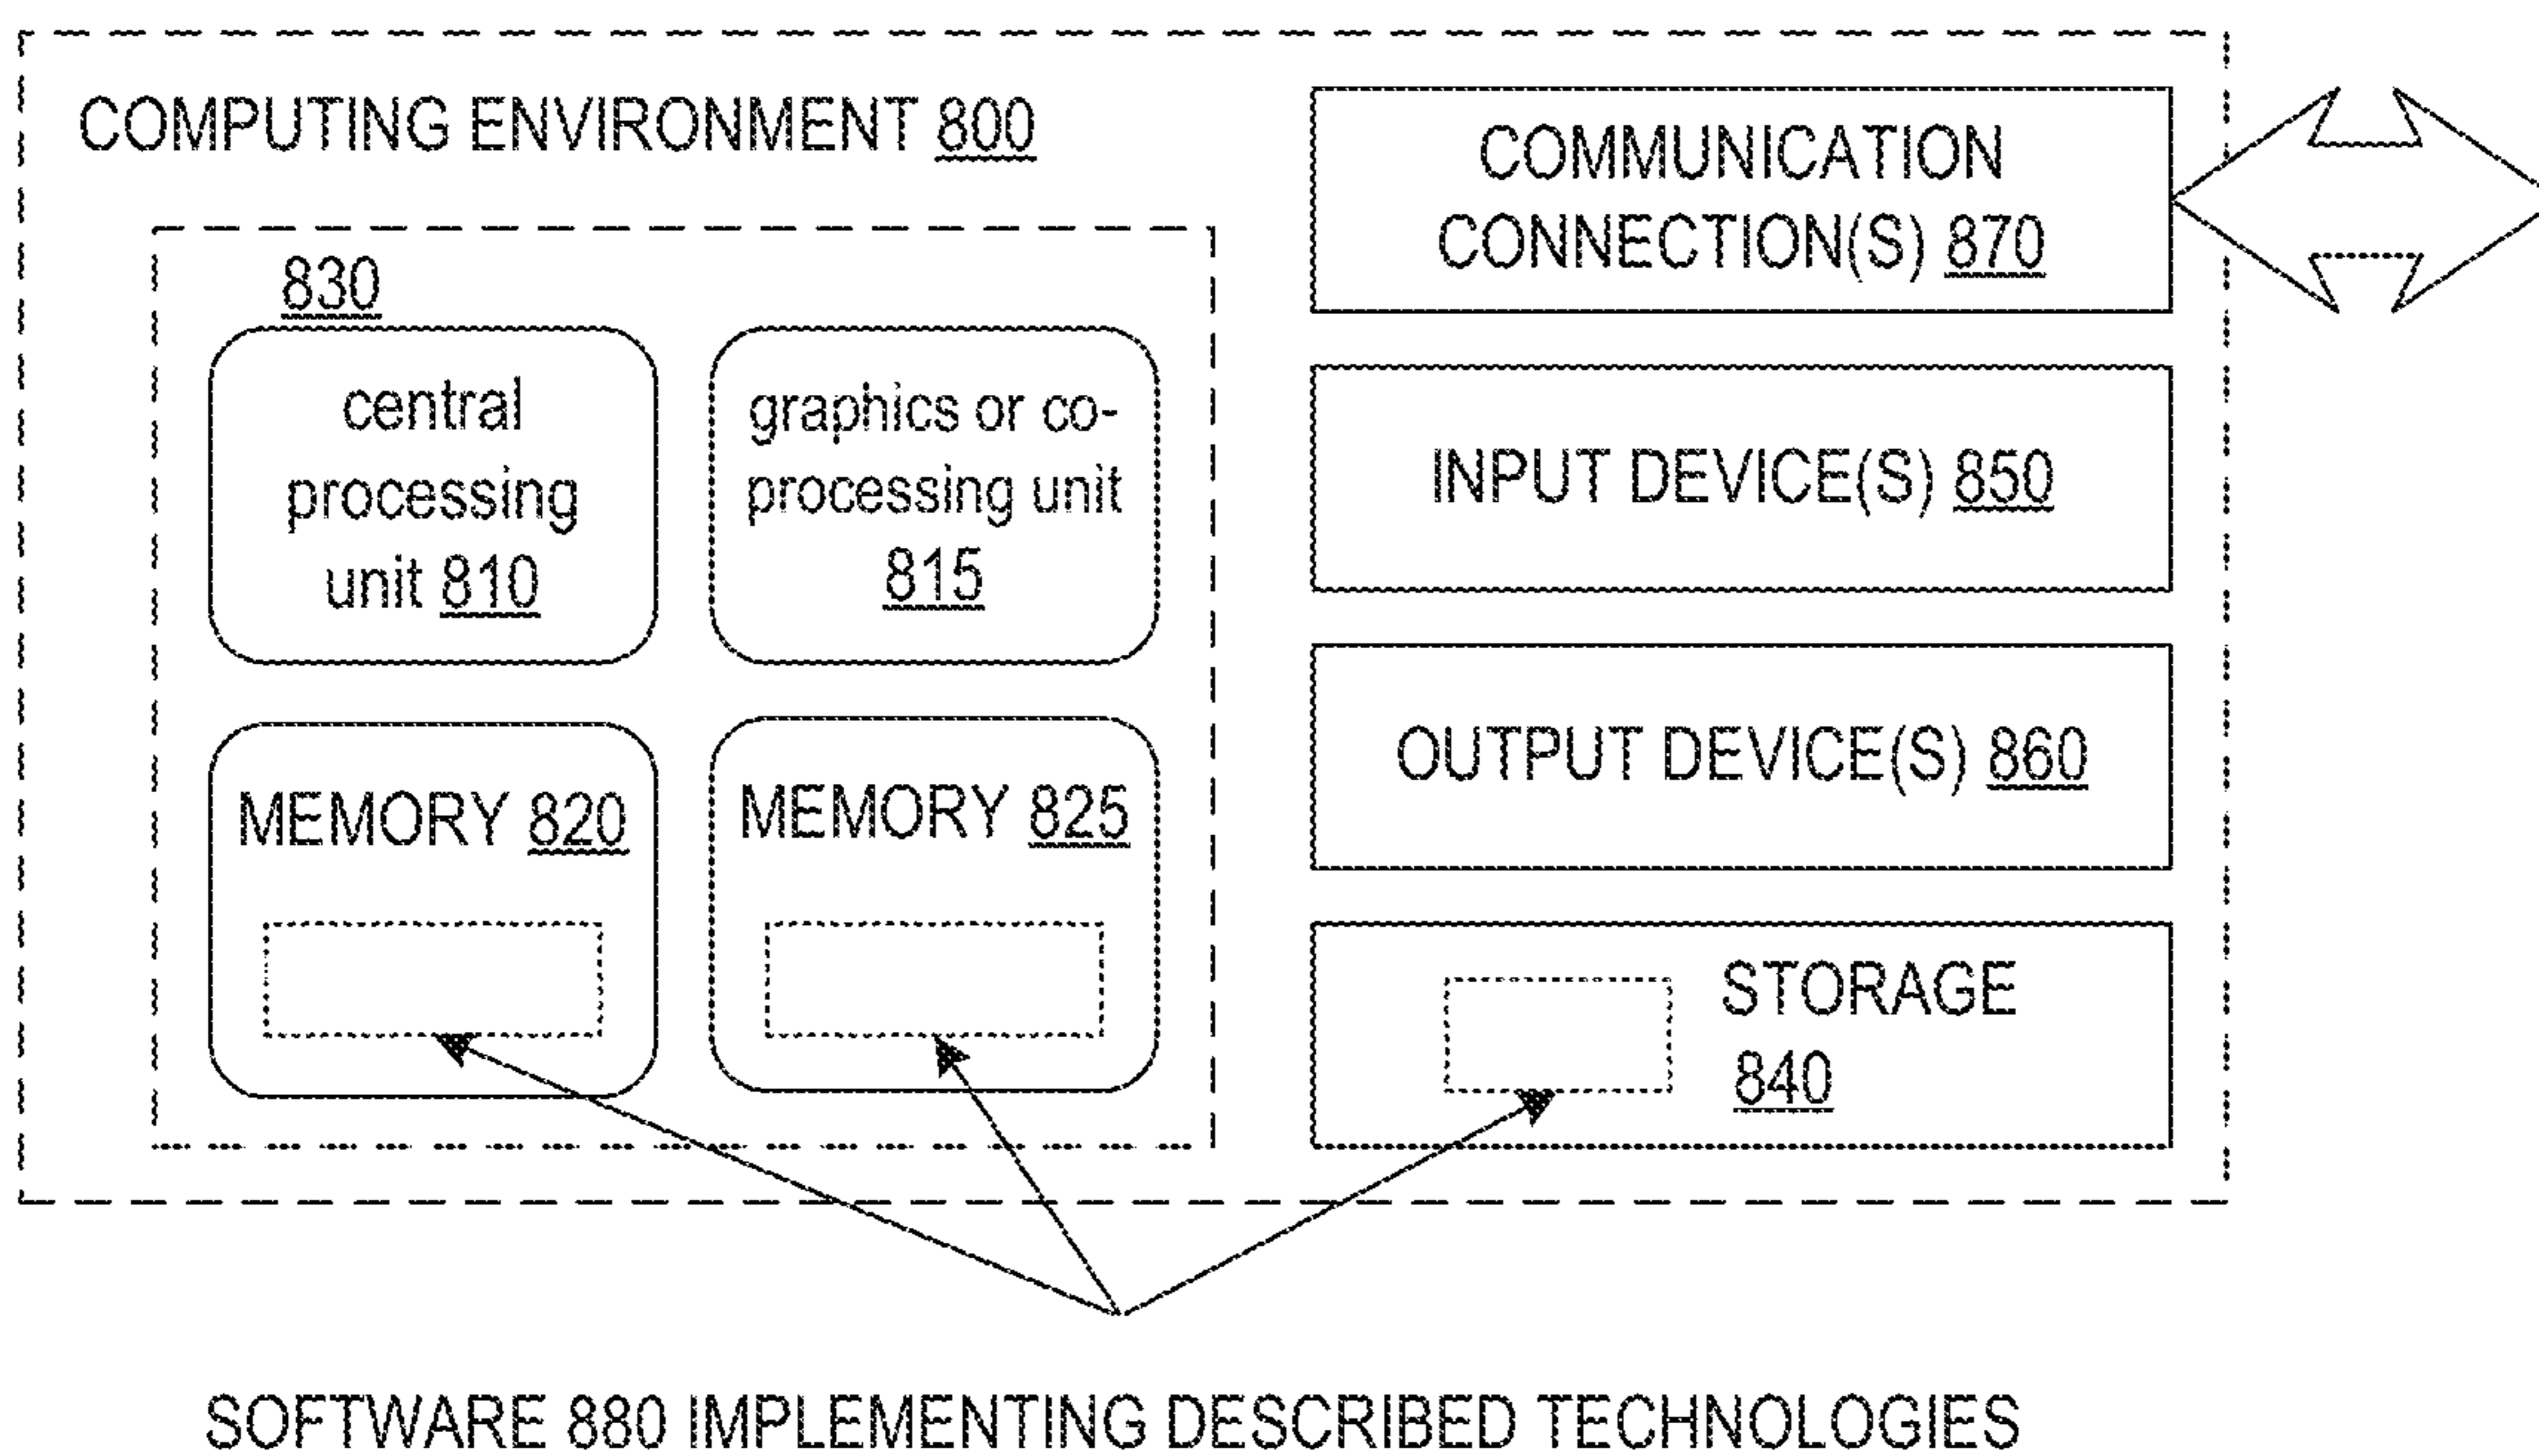 COMPUTING ENVIRONMENT 800
830
central
processing
unit 810
graphics or co-
processing unit
815
MEMORY 820
MEMORY 825
COMMUNICATION
CONNECTION(S) 870
INPUT DEVICE(S) 850
OUTPUT DEVICE(S) 860
STORAGE
840
SOFTWARE 880 IMPLEMENTING DESCRIBED TECHNOLOGIES